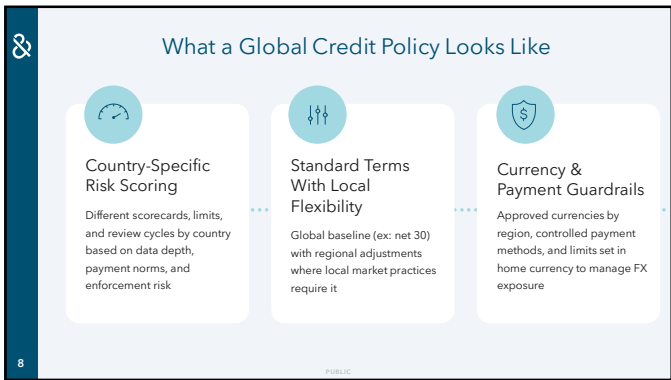 &
What a Global Credit Policy Looks Like
$
Country-Specific
Risk Scoring
Different scorecards, limits,
and review cycles by country
based on data depth,
payment norms, and
enforcement risk
Standard Terms
With Local
Flexibility
Global baseline (ex: net 30)
with regional adjustments
where local market practices
require it
Currency &
Payment Guardrails
Approved currencies by
region, controlled payment
methods, and limits set in
home currency to manage FX
exposure
8
PUBLIC